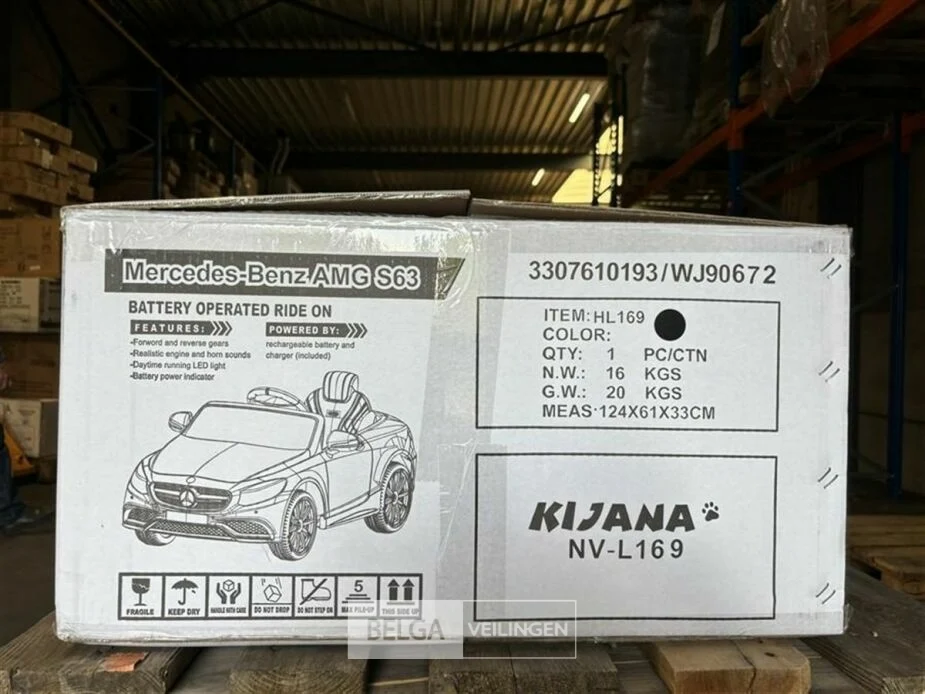 Mercedes-Benz AMG S63
BATTERY OPERATED RIDE ON
FEATURES:
-Forword and reverse gears
-Realistic engine and horn sounds
-Daytime running LED light
-Battery power indicator
POWERED BY:
rechargeable battery and
charger (included)
FRAGILE
KEEP DRY
HANDLE WITH CARE
DO NOT DROP
DO NOT STEP ON
5
MAX PILE-UP
THIS SIDE UP
3307610193/WJ90672
ITEM:HL169
COLOR:
QTY: 1 PC/CTN
N.W.: 16 KGS
G.W.: 20 KGS
MEAS:124X61X33CM
KIJANA
NV-L169
BELGA VEILINGEN